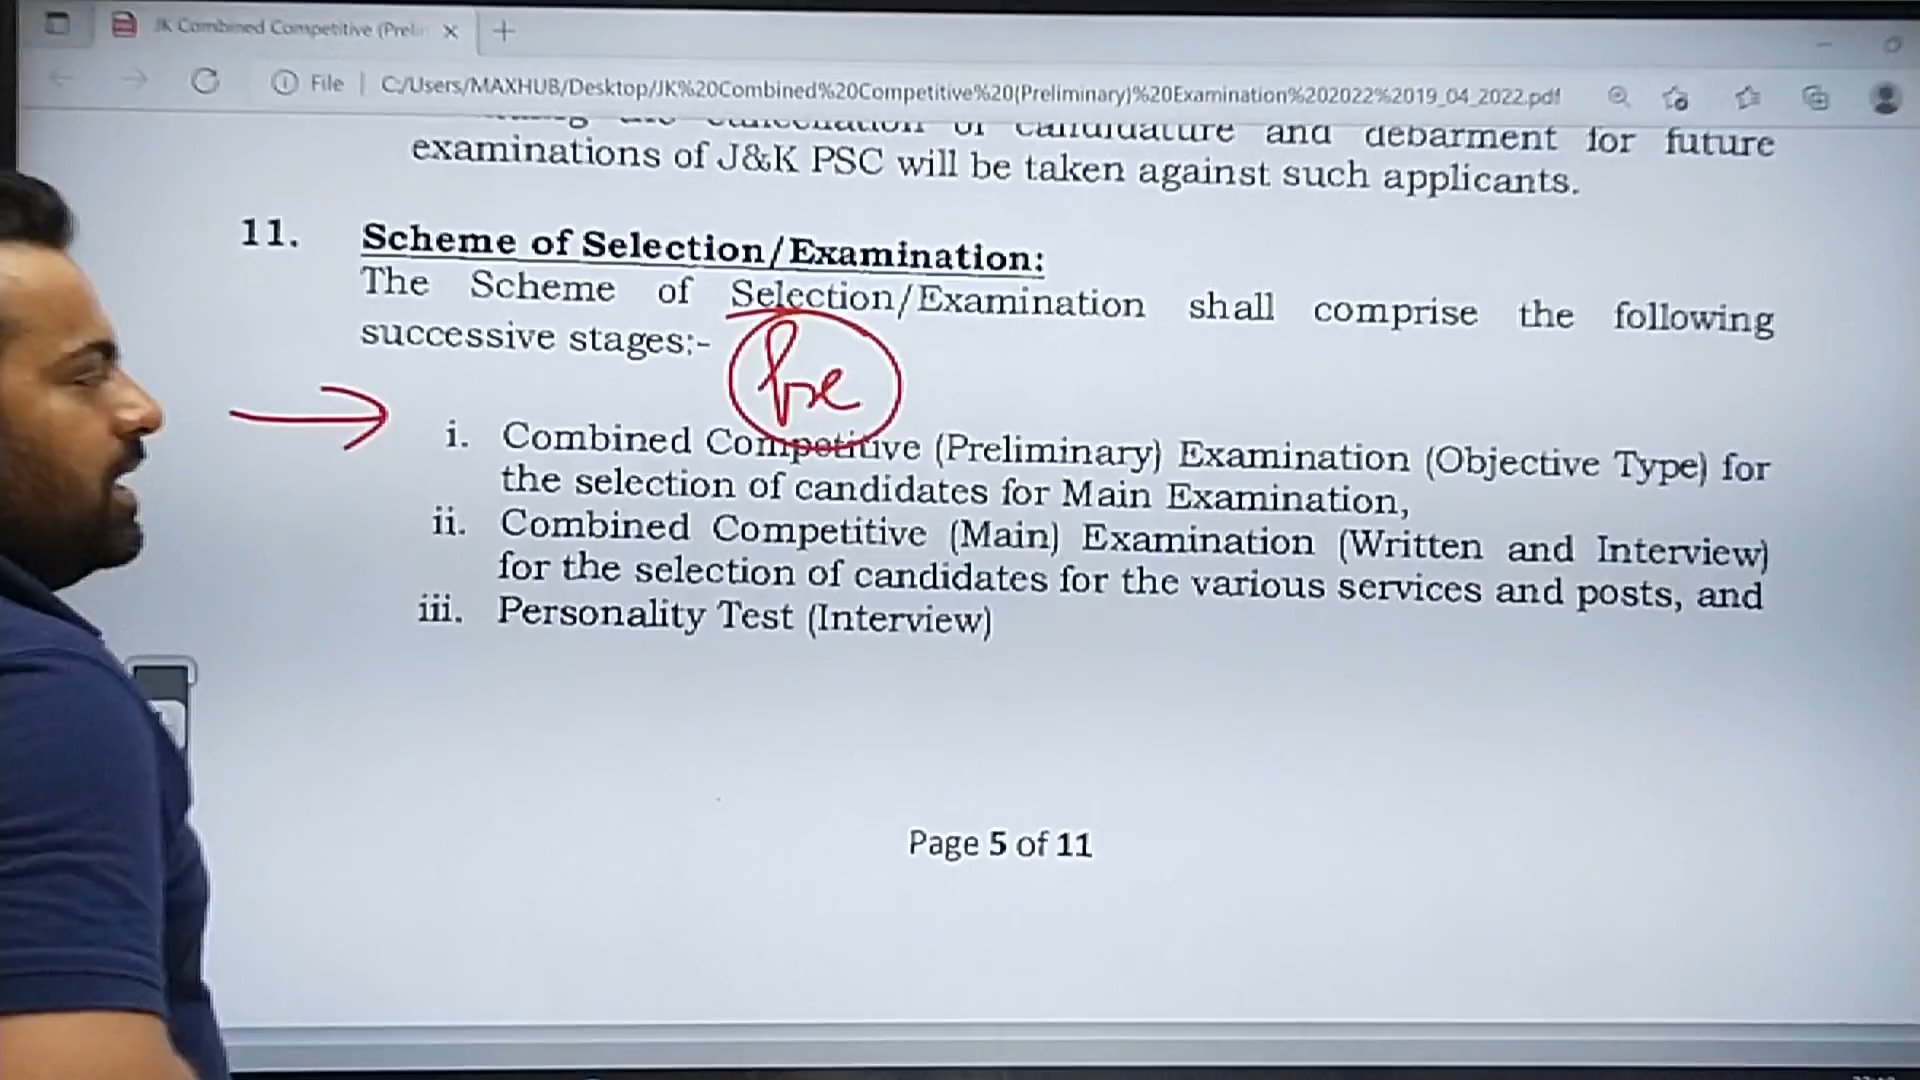 JK Combined Competitive (Preli
File | C:/Users/MAXHUB/Desktop/JK%20Combined%20Competitive%20(Preliminary)%20Examination%202022%2019_04_2022.pdf
cancellation of candidature and debarment for future
examinations of J&K PSC will be taken against such applicants.
11. Scheme of Selection/Examination:
The Scheme of Selection/Examination shall comprise the following
successive stages:-
Pre
i. Combined Competitive (Preliminary) Examination (Objective Type) for
the selection of candidates for Main Examination,
ii. Combined Competitive (Main) Examination (Written and Interview)
for the selection of candidates for the various services and posts, and
iii. Personality Test (Interview)
Page 5 of 11